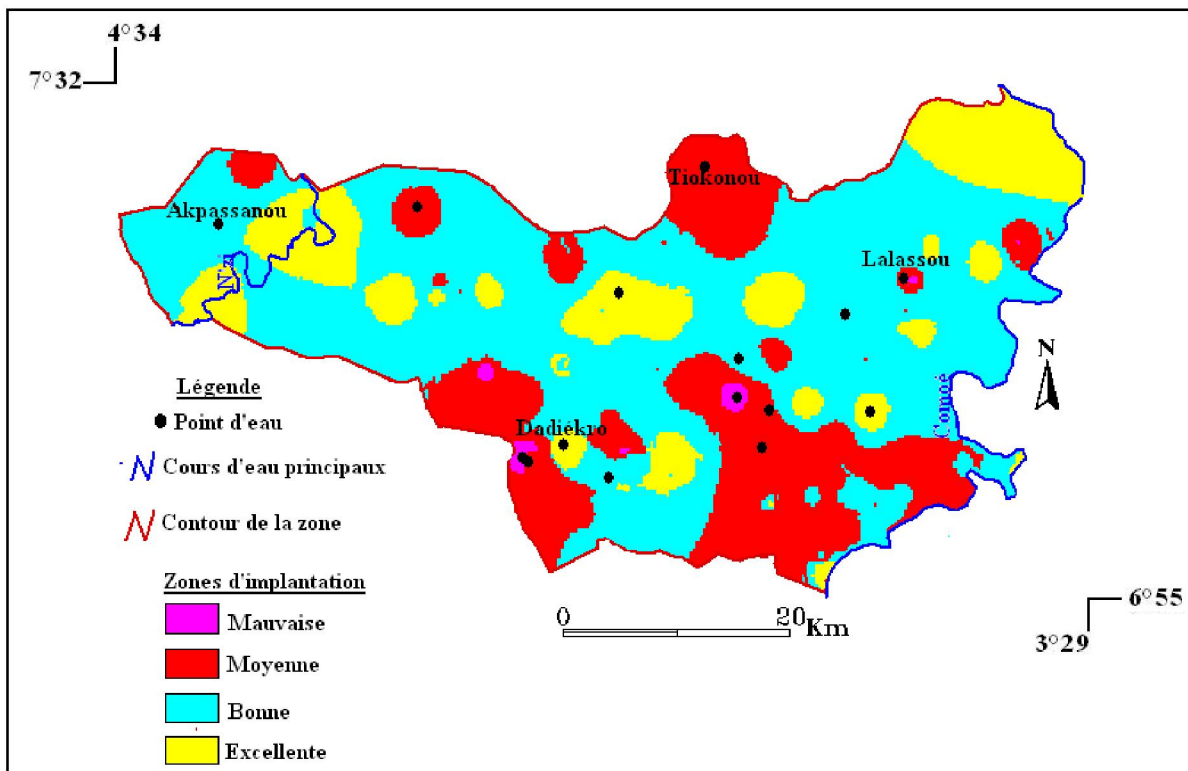 4°34
7°32
Tiokonou
Akpassanou
Lalassou
N'zi
N
Légende
Point d'eau
Dadiékro
Comoé
Cours d'eau principaux
Contour de la zone
Zones d'implantation
6°55
0 20
Km
Mauvaise
3°29
Moyenne
Bonne
Excellente